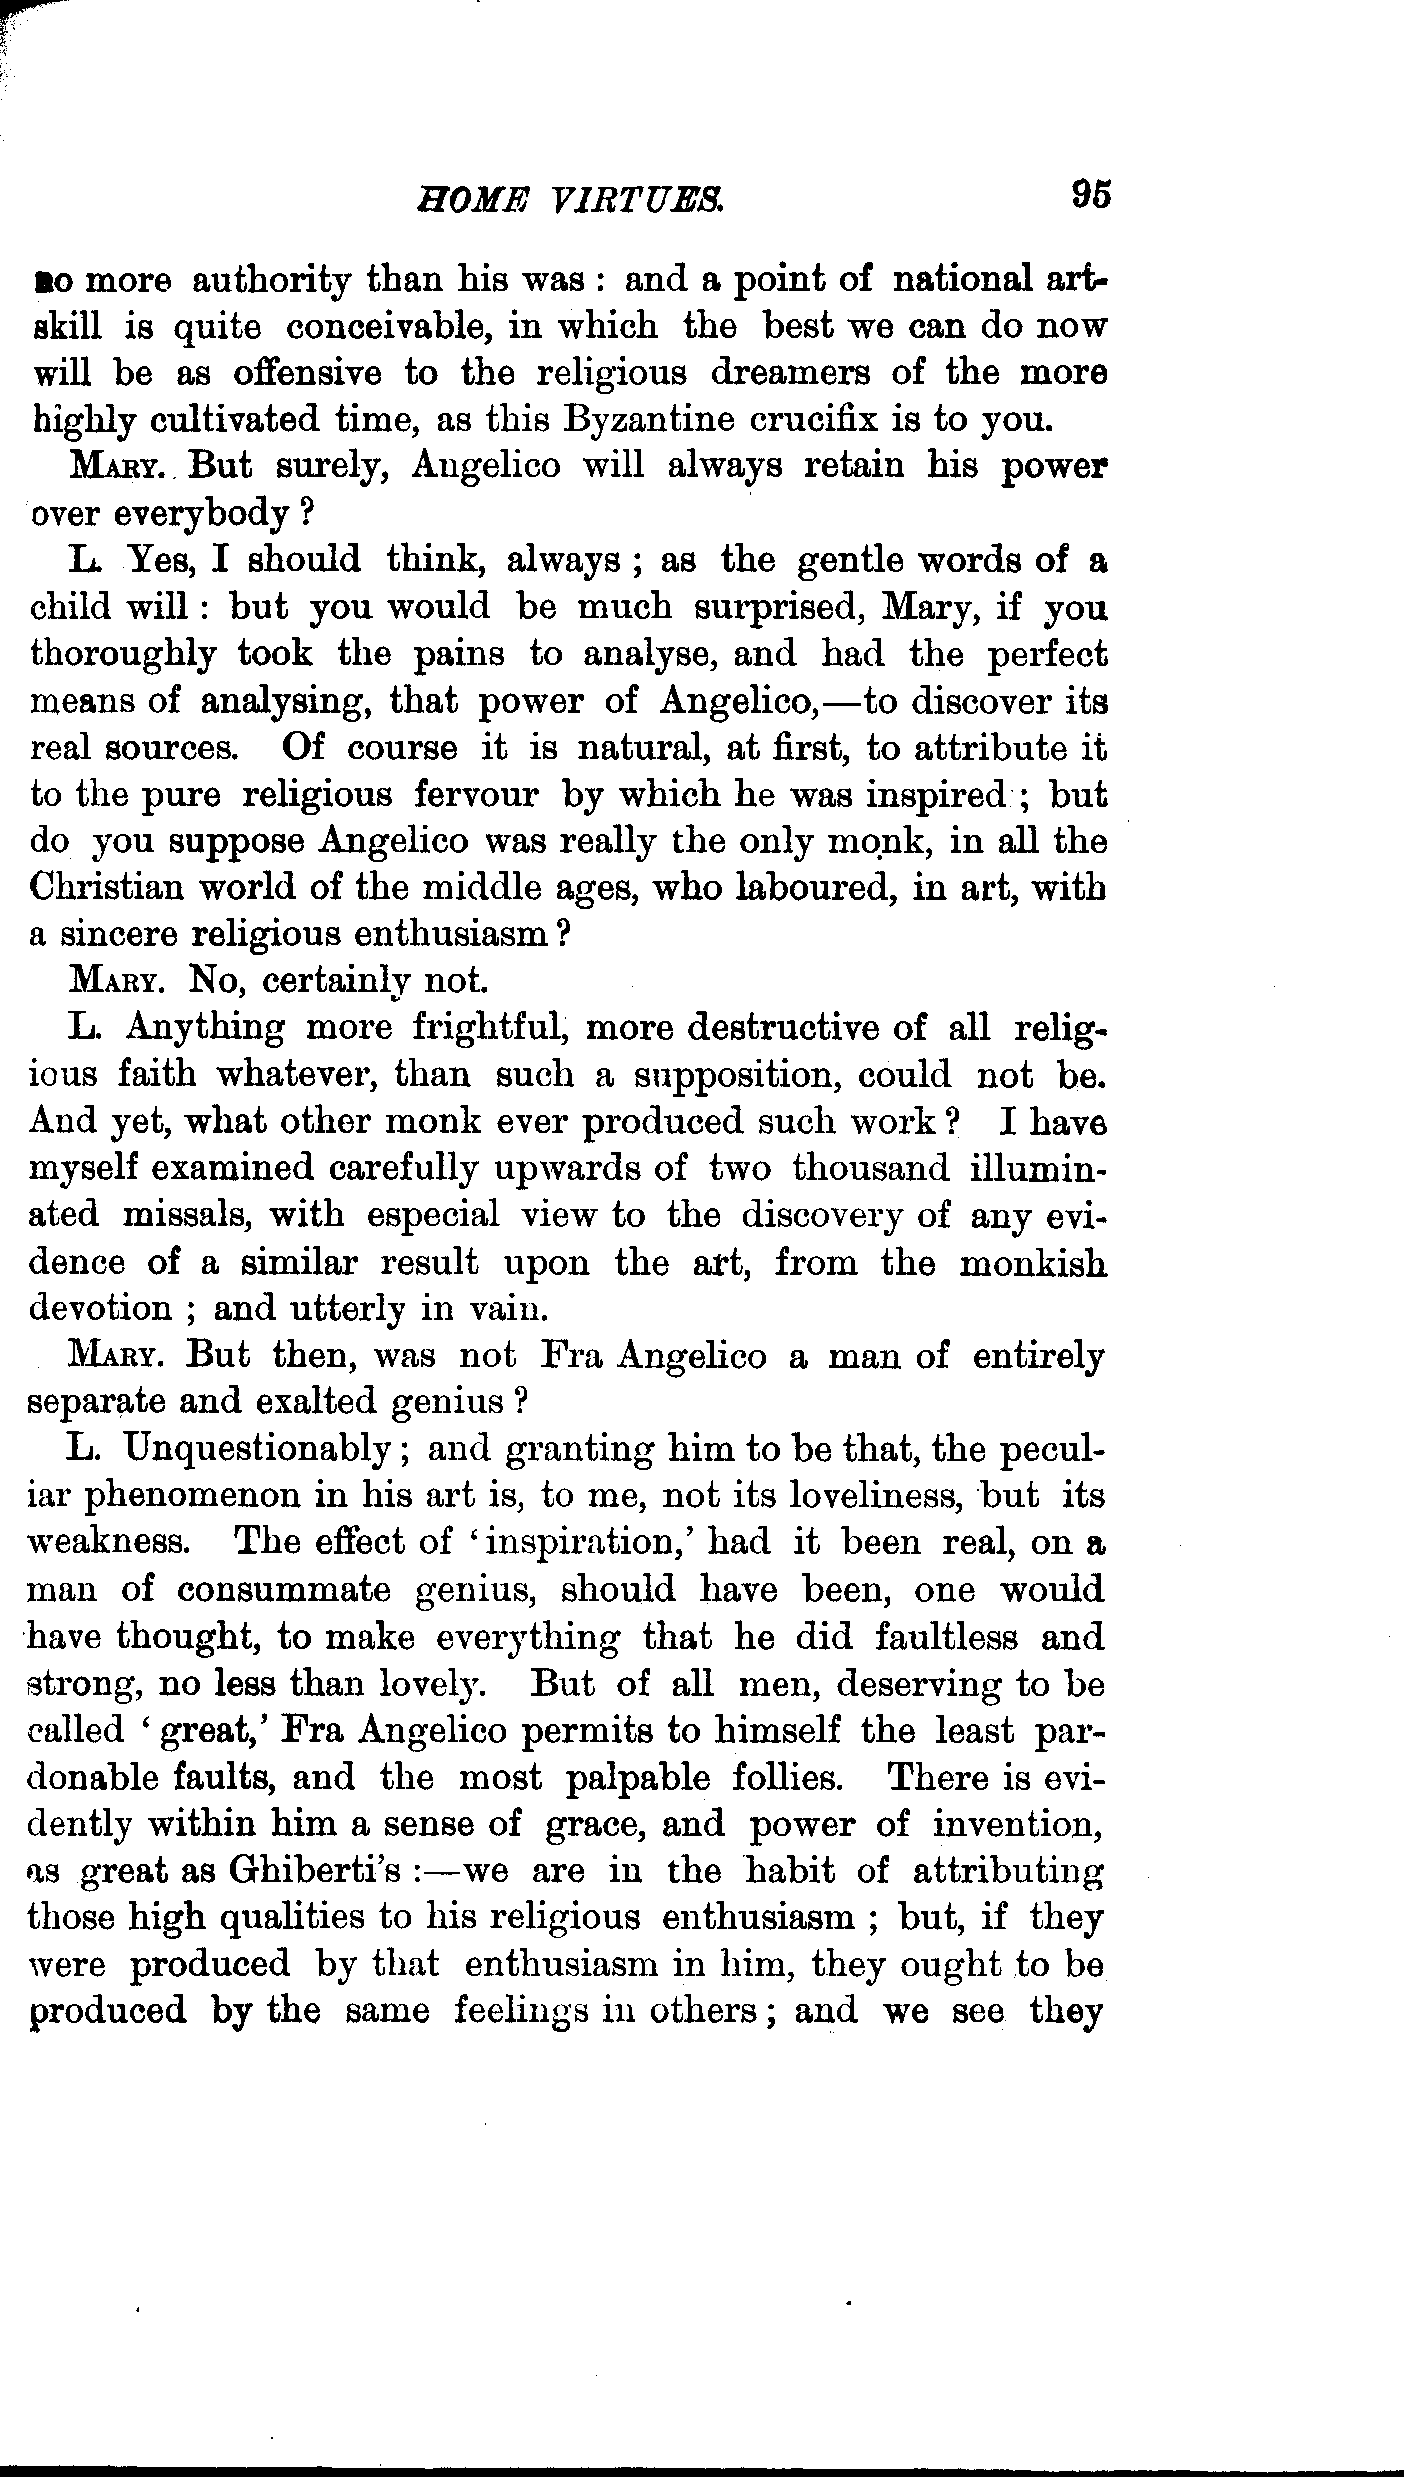 HOME VIRTUES. 95
no more authority than his was : and a point of national art-
skill is quite conceivable, in which the best we can do now
will be as offensive to the religious dreamers of the more
highly cultivated time, as this Byzantine crucifix is to you.
MARY. But surely, Angelico will always retain his power
over everybody ?
L. Yes, I should think, always ; as the gentle words of a
child will : but you would be much surprised, Mary, if you
thoroughly took the pains to analyse, and had the perfect
means of analysing, that power of Angelico,—to discover its
real sources. Of course it is natural, at first, to attribute it
to the pure religious fervour by which he was inspired ; but
do you suppose Angelico was really the only monk, in all the
Christian world of the middle ages, who laboured, in art, with
a sincere religious enthusiasm ?
MARY. No, certainly not.
L. Anything more frightful, more destructive of all relig-
ious faith whatever, than such a supposition, could not be.
And yet, what other monk ever produced such work ? I have
myself examined carefully upwards of two thousand illumin-
ated missals, with especial view to the discovery of any evi-
dence of a similar result upon the art, from the monkish
devotion ; and utterly in vain.
MARY. But then, was not Fra Angelico a man of entirely
separate and exalted genius ?
L. Unquestionably ; and granting him to be that, the pecul-
iar phenomenon in his art is, to me, not its loveliness, but its
weakness. The effect of ‘inspiration,’ had it been real, on a
man of consummate genius, should have been, one would
have thought, to make everything that he did faultless and
strong, no less than lovely. But of all men, deserving to be
called ‘great,’ Fra Angelico permits to himself the least par-
donable faults, and the most palpable follies. There is evi-
dently within him a sense of grace, and power of invention,
as great as Ghiberti's :—we are in the habit of attributing
those high qualities to his religious enthusiasm ; but, if they
were produced by that enthusiasm in him, they ought to be
produced by the same feelings in others ; and we see they